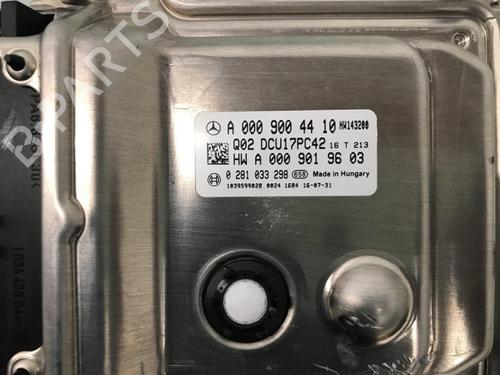 A 000 900 44 10 HW143200
Q02 DCU17PC42 16 T 213
HW A 000 901 96 03
0 281 033 298 658 Made in Hungary
1039S99028 0024 1684 16-07-31
B-PARTS